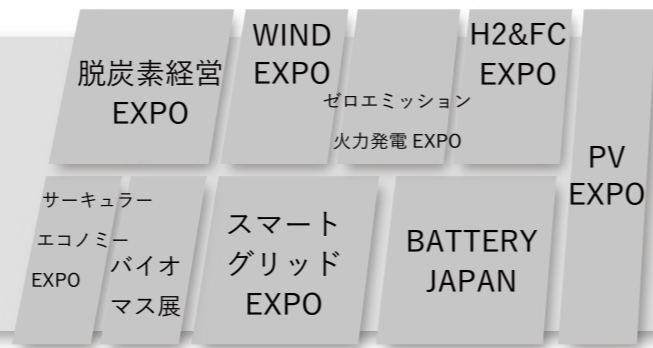 脱炭素経営
EXPO
WIND
EXPO
ゼロエミッション
火力発電 EXPO
H2&FC
EXPO
PV
EXPO
サーキュラー
エコノミー
EXPO
バイオ
マス展
スマート
グリッド
EXPO
BATTERY
JAPAN